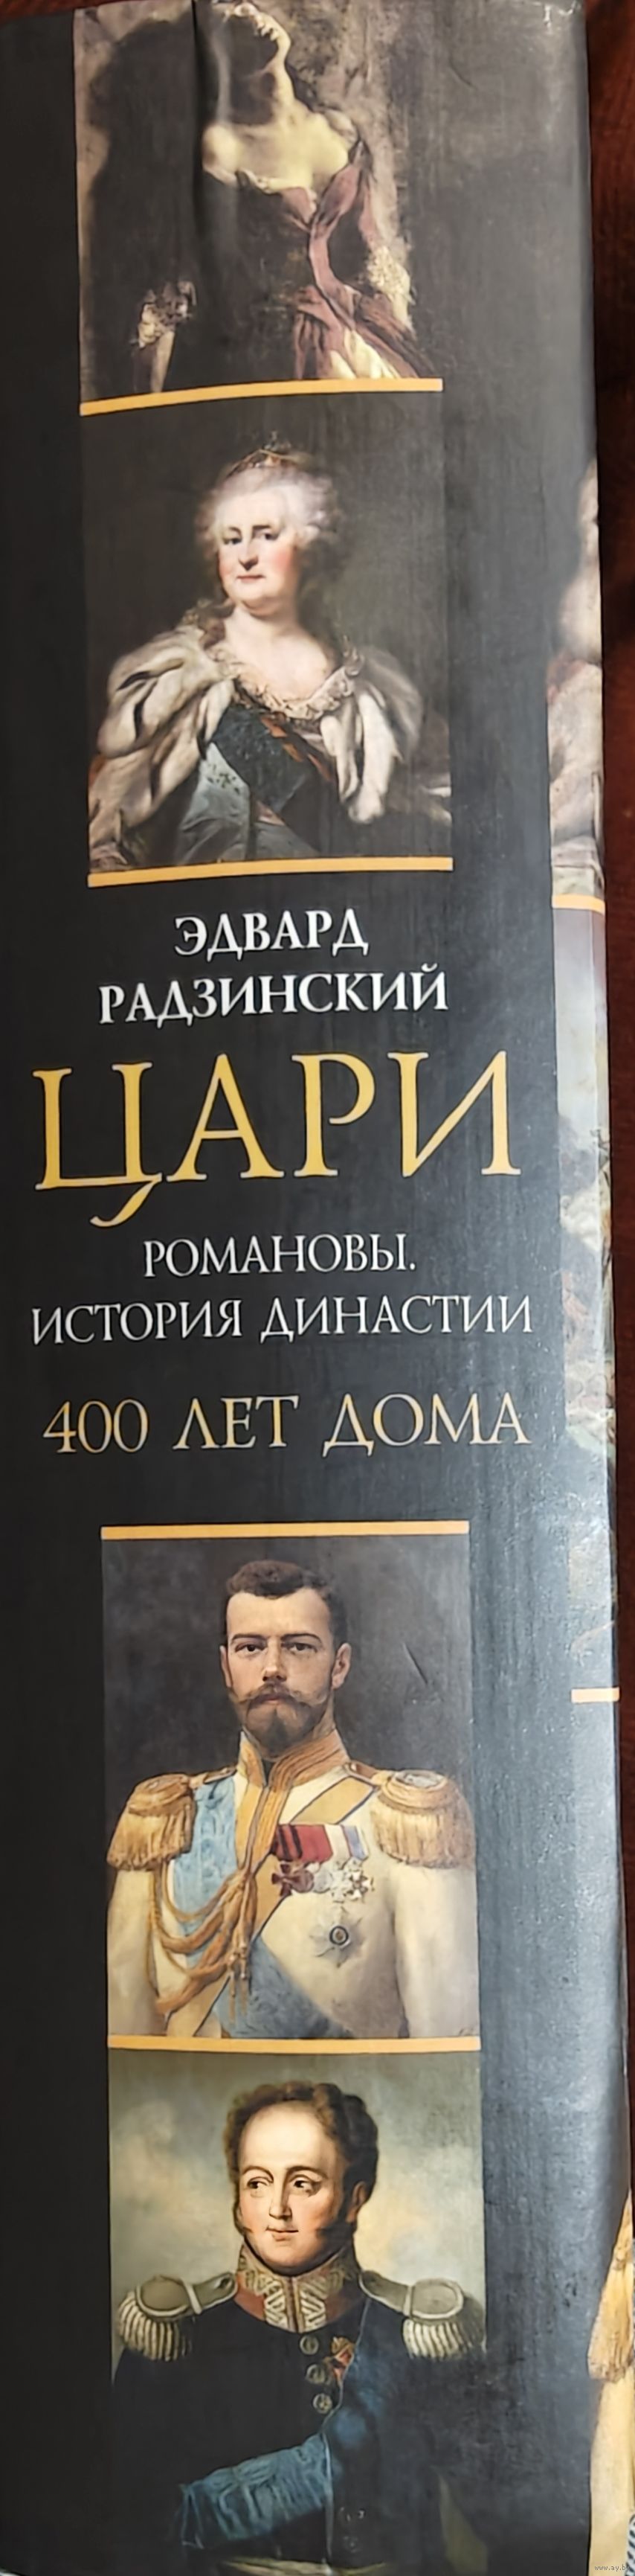 ЭДВАРД
РАДЗИНСКИЙ
ЦАРИ
РОМАНОВЫ.
ИСТОРИЯ ДИНАСТИИ
400 ЛЕТ ДОМА